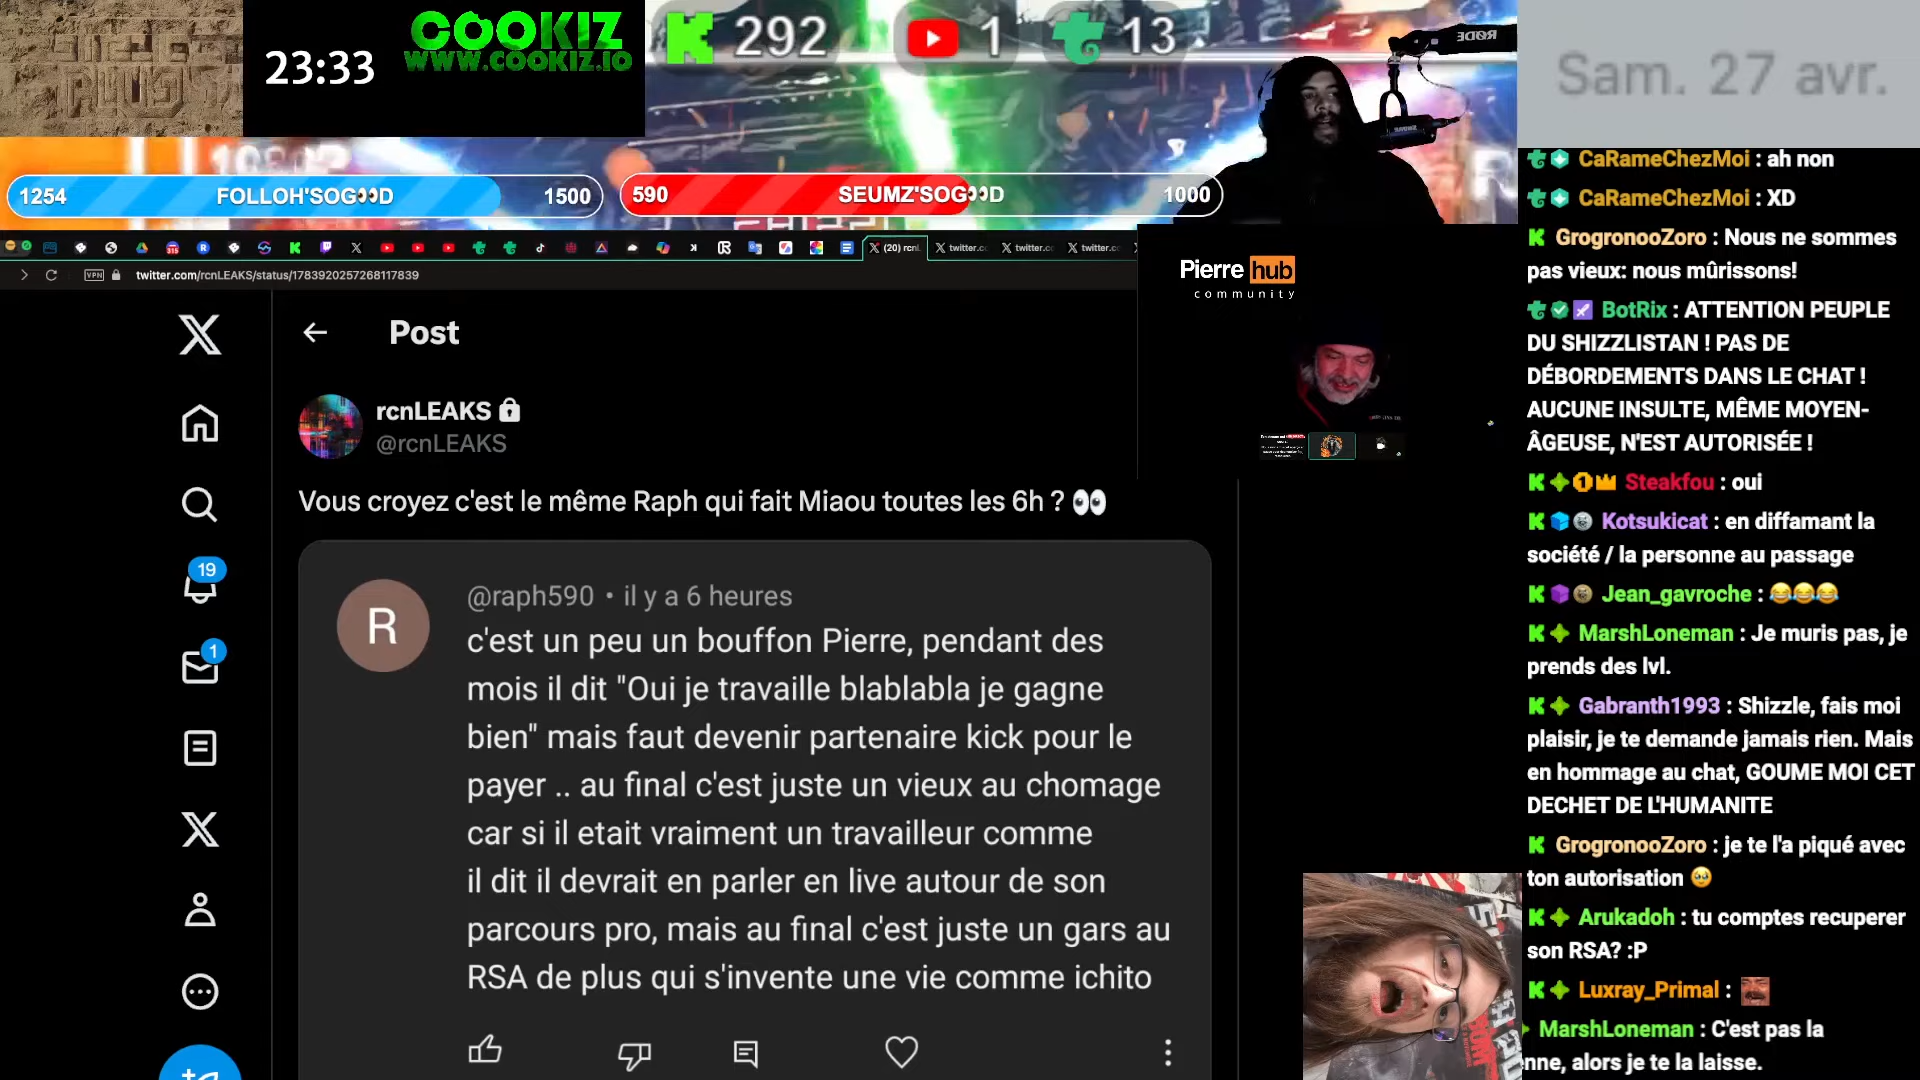 23:33
COOKIZ
WWW.COOKIZ.IO
292
1
13
RØDE
Sam. 27 avr.
1254 FOLLOH'SOG👀D 1500
590 SEUMZ'SOG👀D 1000
(20) rcnl
twitter.c
twitter.cc
twitter.cc
VPN
twitter.com/rcnLEAKS/status/1783920257268117839
Pierre hub
community
Post
rcnLEAKS
@rcnLEAKS
Vous croyez c'est le même Raph qui fait Miaou toutes les 6h ? 👀
19
1
R
@raph590 • il y a 6 heures
c'est un peu un bouffon Pierre, pendant des
mois il dit "Oui je travaille blablabla je gagne
bien" mais faut devenir partenaire kick pour le
payer .. au final c'est juste un vieux au chomage
car si il etait vraiment un travailleur comme
il dit il devrait en parler en live autour de son
parcours pro, mais au final c'est juste un gars au
RSA de plus qui s'invente une vie comme ichito
CaRameChezMoi : ah non
CaRameChezMoi : XD
GrogronooZoro : Nous ne sommes
pas vieux: nous mûrissons!
BotRix : ATTENTION PEUPLE
DU SHIZZLISTAN ! PAS DE
DÉBORDEMENTS DANS LE CHAT !
AUCUNE INSULTE, MÊME MOYEN-
ÂGEUSE, N'EST AUTORISÉE !
Steakfou : oui
Kotsukicat : en diffamant la
société / la personne au passage
Jean_gavroche : 😂😂😂
MarshLoneman : Je muris pas, je
prends des lvl.
Gabranth1993 : Shizzle, fais moi
plaisir, je te demande jamais rien. Mais
en hommage au chat, GOUME MOI CET
DECHET DE L'HUMANITE
GrogronooZoro : je te l'a piqué avec
ton autorisation 🥹
Arukadoh : tu comptes recuperer
son RSA? :P
Luxray_Primal :
MarshLoneman : C'est pas la
nne, alors je te la laisse.